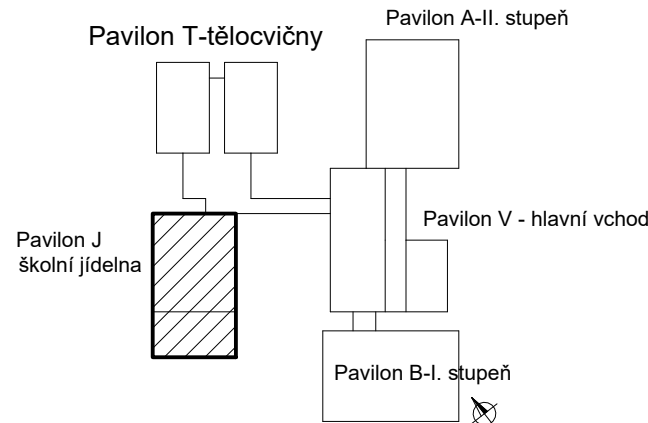 Pavilon A-II. stupeň
Pavilon T-tělocvičny
Pavilon V - hlavní vchod
Pavilon J
školní jídelna
Pavilon B-I. stupeň